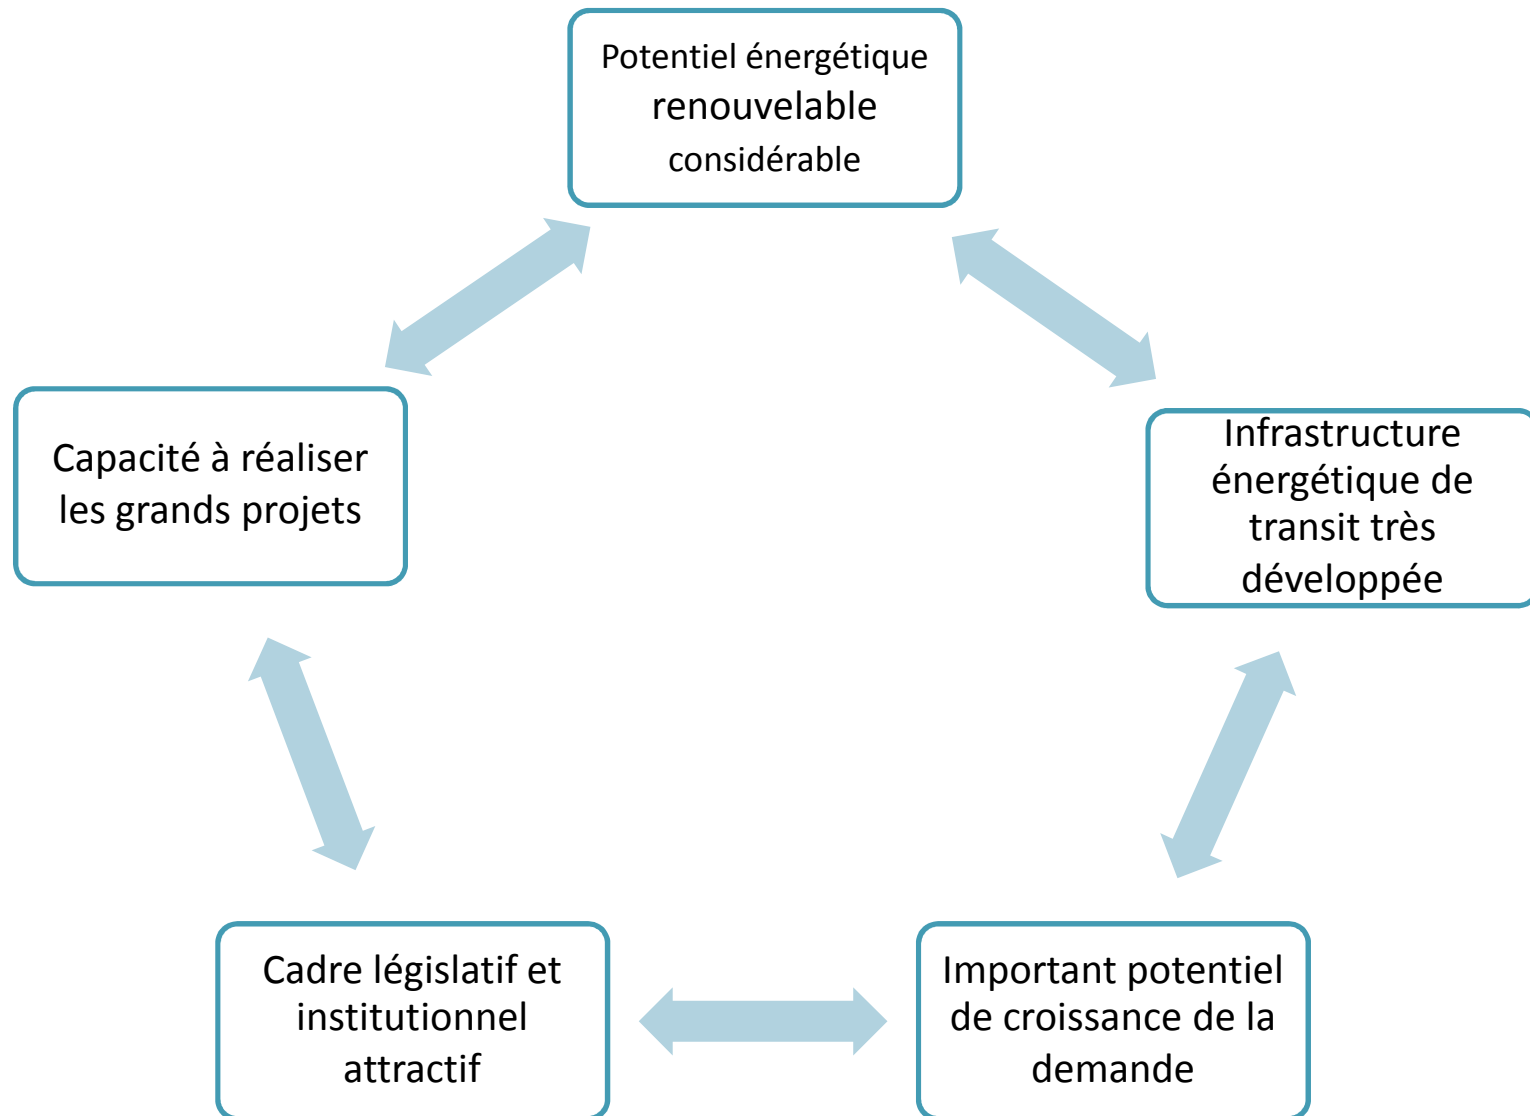 Potentiel énergétique
renouvelable
considérable
Capacité à réaliser
les grands projets
Infrastructure
énergétique de
transit très
développée
Cadre législatif et
institutionnel
attractif
Important potentiel
de croissance de la
demande